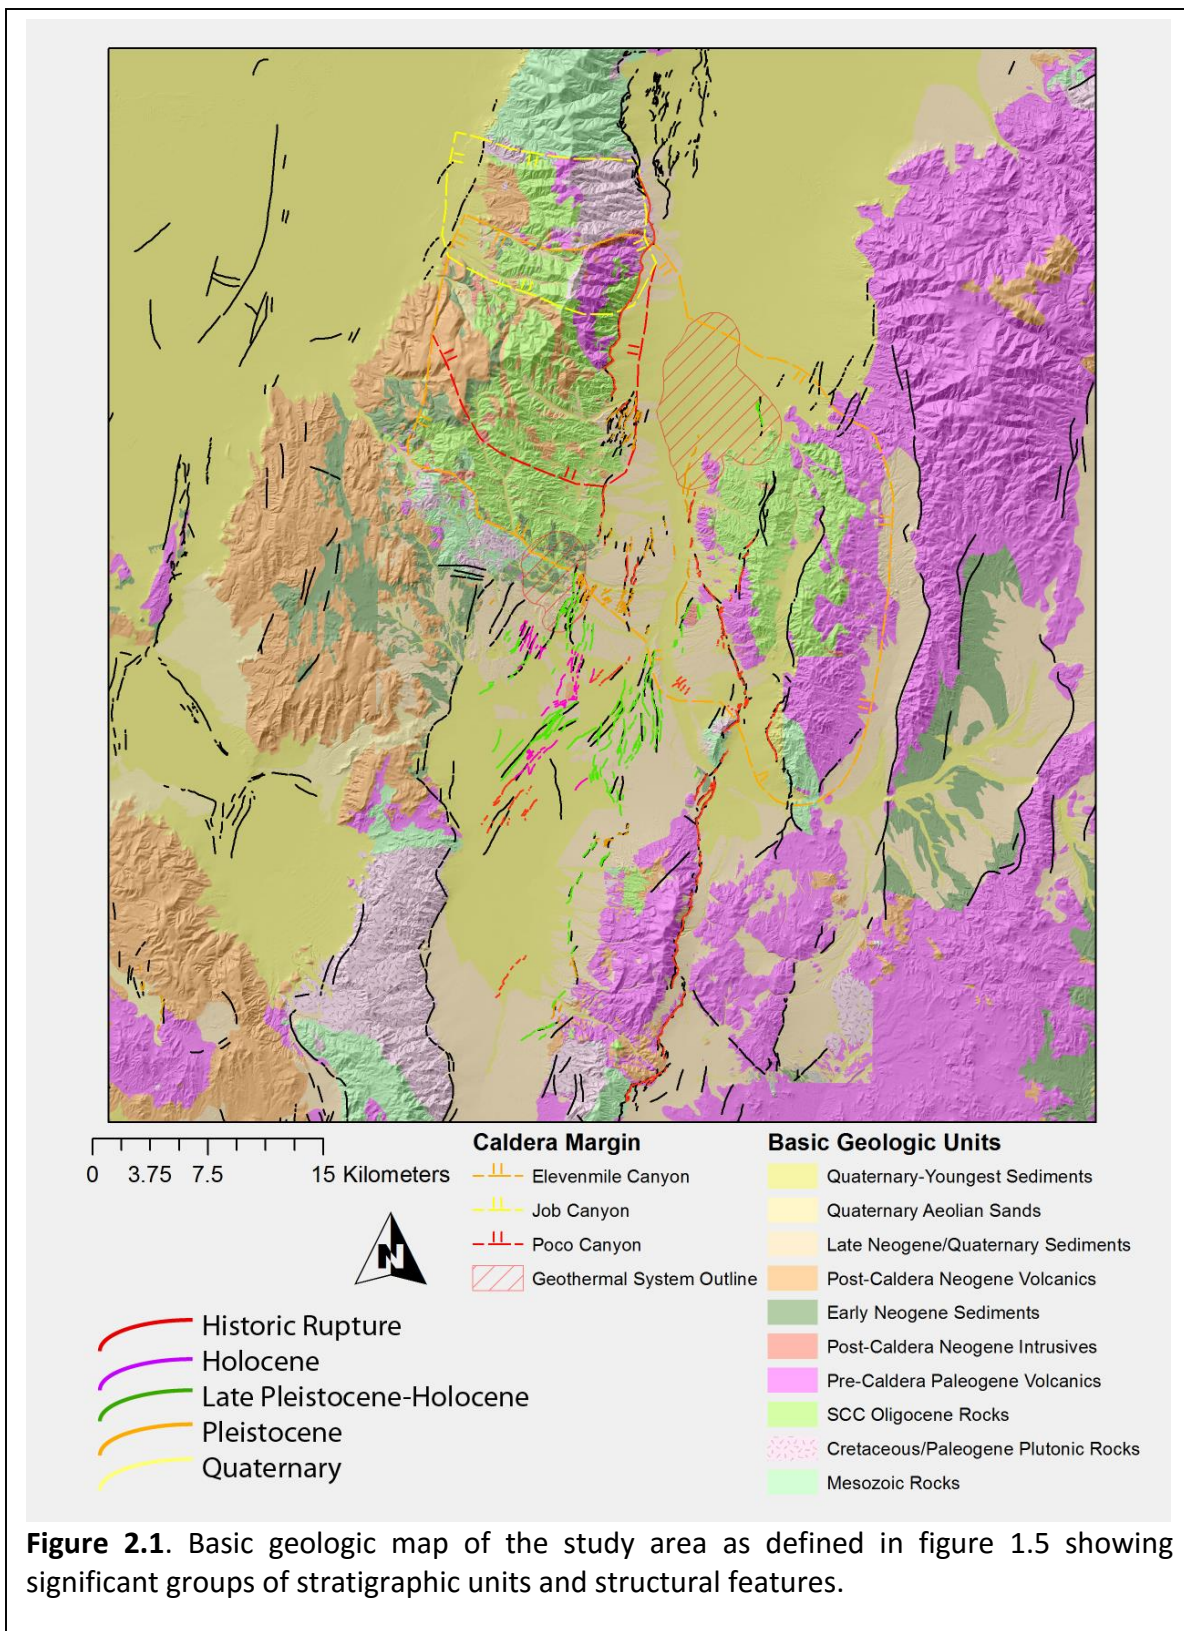 0 3.75 7.5 15 Kilometers
N
Caldera Margin
Elevenmile Canyon
Job Canyon
Poco Canyon
Geothermal System Outline
Basic Geologic Units
Quaternary-Youngest Sediments
Quaternary Aeolian Sands
Late Neogene/Quaternary Sediments
Post-Caldera Neogene Volcanics
Early Neogene Sediments
Post-Caldera Neogene Intrusives
Pre-Caldera Paleogene Volcanics
SCC Oligocene Rocks
Cretaceous/Paleogene Plutonic Rocks
Mesozoic Rocks
Historic Rupture
Holocene
Late Pleistocene-Holocene
Pleistocene
Quaternary
Figure 2.1. Basic geologic map of the study area as defined in figure 1.5 showing
significant groups of stratigraphic units and structural features.